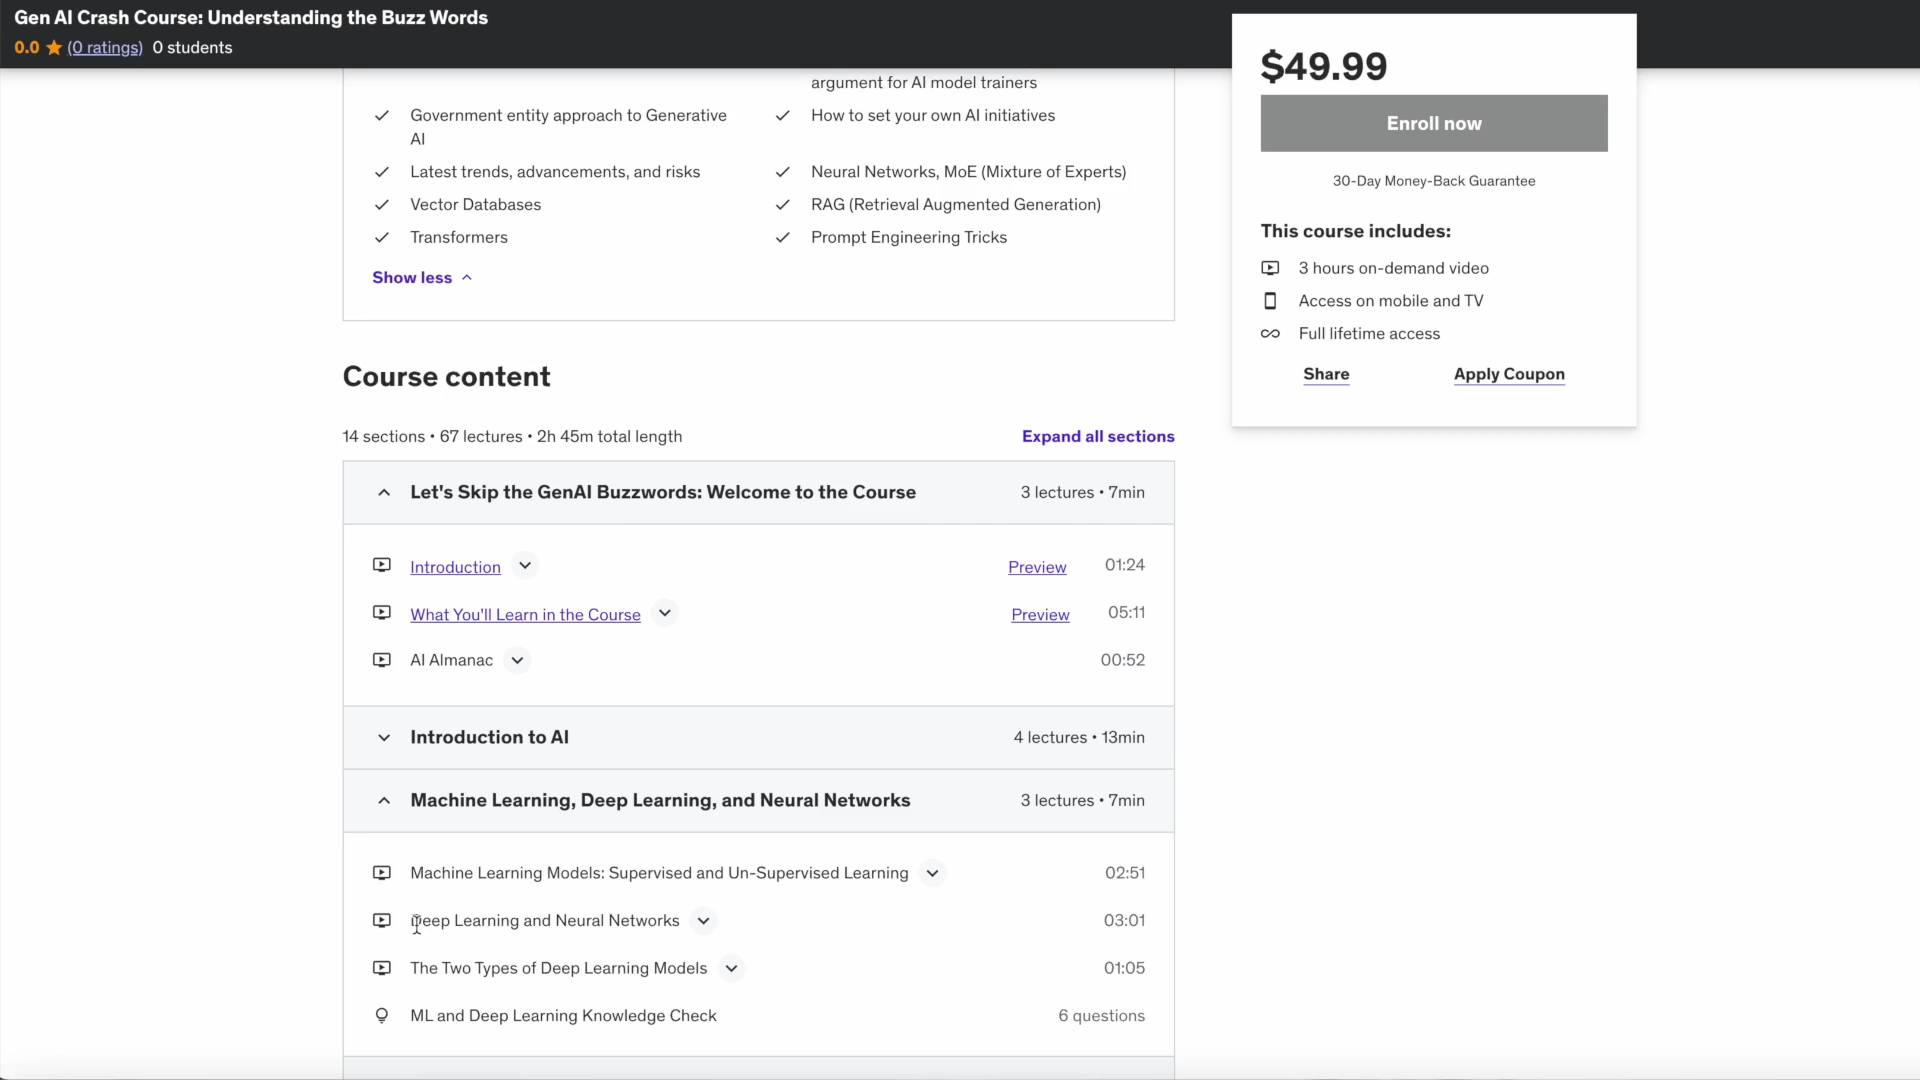 Gen AI Crash Course: Understanding the Buzz Words
0.0 (0 ratings) 0 students
$49.99
Enroll now
30-Day Money-Back Guarantee
This course includes:
3 hours on-demand video
Access on mobile and TV
Full lifetime access
Share Apply Coupon
argument for AI model trainers
Government entity approach to Generative
AI
How to set your own AI initiatives
Latest trends, advancements, and risks
Neural Networks, MoE (Mixture of Experts)
Vector Databases
RAG (Retrieval Augmented Generation)
Transformers
Prompt Engineering Tricks
Show less
Course content
14 sections • 67 lectures • 2h 45m total length Expand all sections
Let's Skip the GenAI Buzzwords: Welcome to the Course 3 lectures • 7min
Introduction Preview 01:24
What You'll Learn in the Course Preview 05:11
AI Almanac 00:52
Introduction to AI 4 lectures • 13min
Machine Learning, Deep Learning, and Neural Networks 3 lectures • 7min
Machine Learning Models: Supervised and Un-Supervised Learning 02:51
Deep Learning and Neural Networks 03:01
The Two Types of Deep Learning Models 01:05
ML and Deep Learning Knowledge Check 6 questions